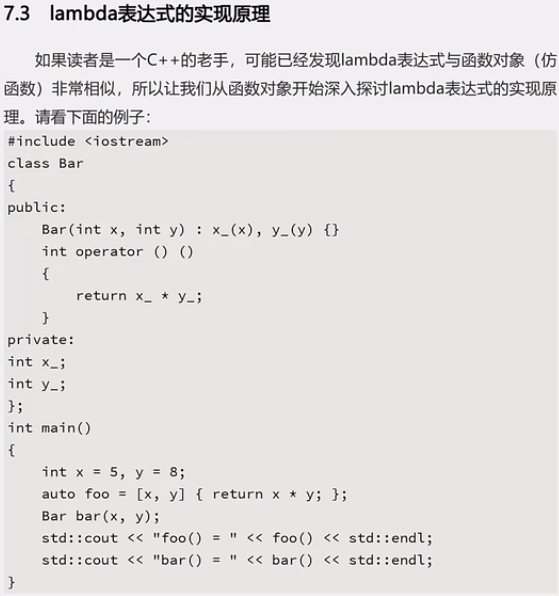 7.3 lambda表达式的实现原理
如果读者是一个C++的老手，可能已经发现lambda表达式与函数对象（仿
函数）非常相似，所以让我们从函数对象开始深入探讨lambda表达式的实现原
理。请看下面的例子：
#include <iostream>
class Bar
{
public:
    Bar(int x, int y) : x_(x), y_(y) {}
    int operator () ()
    {
        return x_ * y_;
    }
private:
int x_;
int y_;
};
int main()
{
    int x = 5, y = 8;
    auto foo = [x, y] { return x * y; };
    Bar bar(x, y);
    std::cout << "foo() = " << foo() << std::endl;
    std::cout << "bar() = " << bar() << std::endl;
}